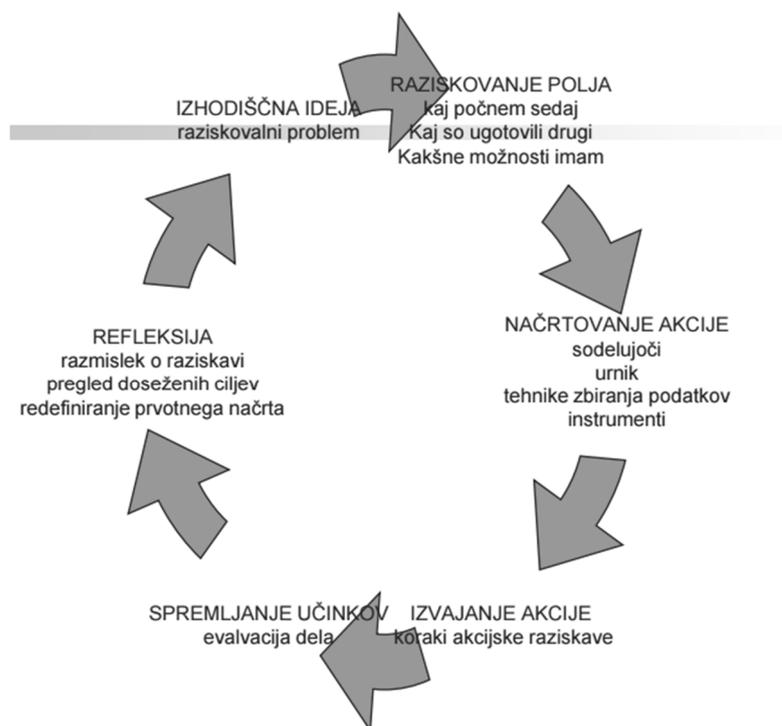 IZHODIŠČNA IDEJA
raziskovalni problem
RAZISKOVANJE POLJA
kaj počnem sedaj
Kaj so ugotovili drugi
Kakšne možnosti imam
NAČRTOVANJE AKCIJE
sodelujoči
urnik
tehnike zbiranja podatkov
instrumenti
IZVAJANJE AKCIJE
koraki akcijske raziskave
SPREMLJANJE UČINKOV
evalvacija dela
REFLEKSIJA
razmislek o raziskavi
pregled doseženih ciljev
redefiniranje prvotnega načrta